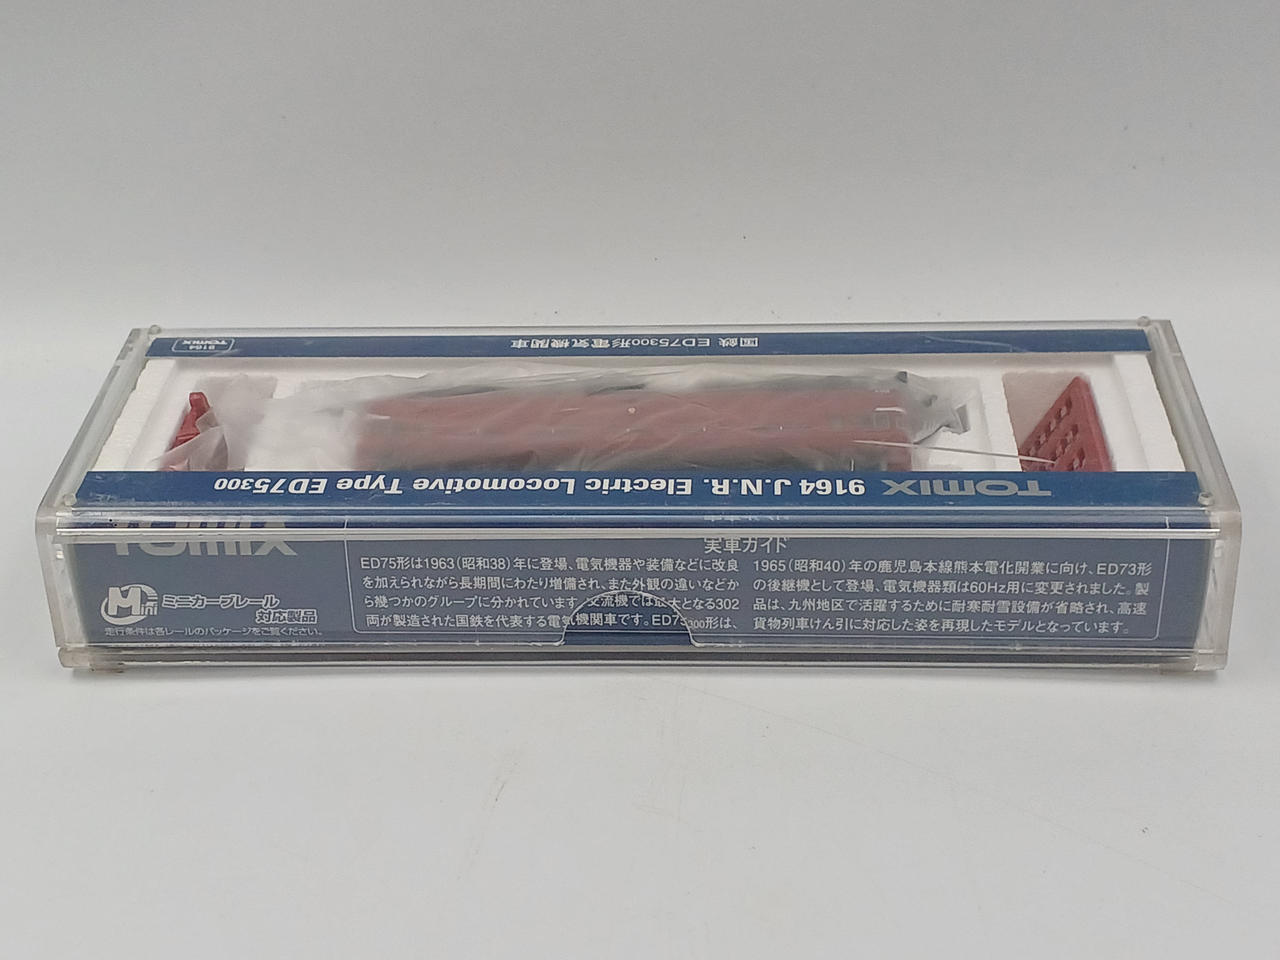 国鉄 ED75300形電気機関車
9164
TOMIX
TOMIX 9164 J.N.R. Electric Locomotive Type ED75300
TOMIX
実車ガイド
ED75形は1963(昭和38)年に登場、電気機器や装備などに改良
を加えられながら長期間にわたり増備され、また外観の違いなどか
ら幾つかのグループに分かれています。交流機では最大となる302
両が製造された国鉄を代表する電気機関車です。ED75300形は、
1965(昭和40)年の鹿児島本線熊本電化開業に向け、ED73形
の後継機として登場、電気機器類は60Hz用に変更されました。製
品は、九州地区で活躍するために耐寒耐雪設備が省略され、高速
貨物列車けん引に対応した姿を再現したモデルとなっています。
ミニカーブレール
対応製品
走行条件は各レールのパッケージをご覧ください。